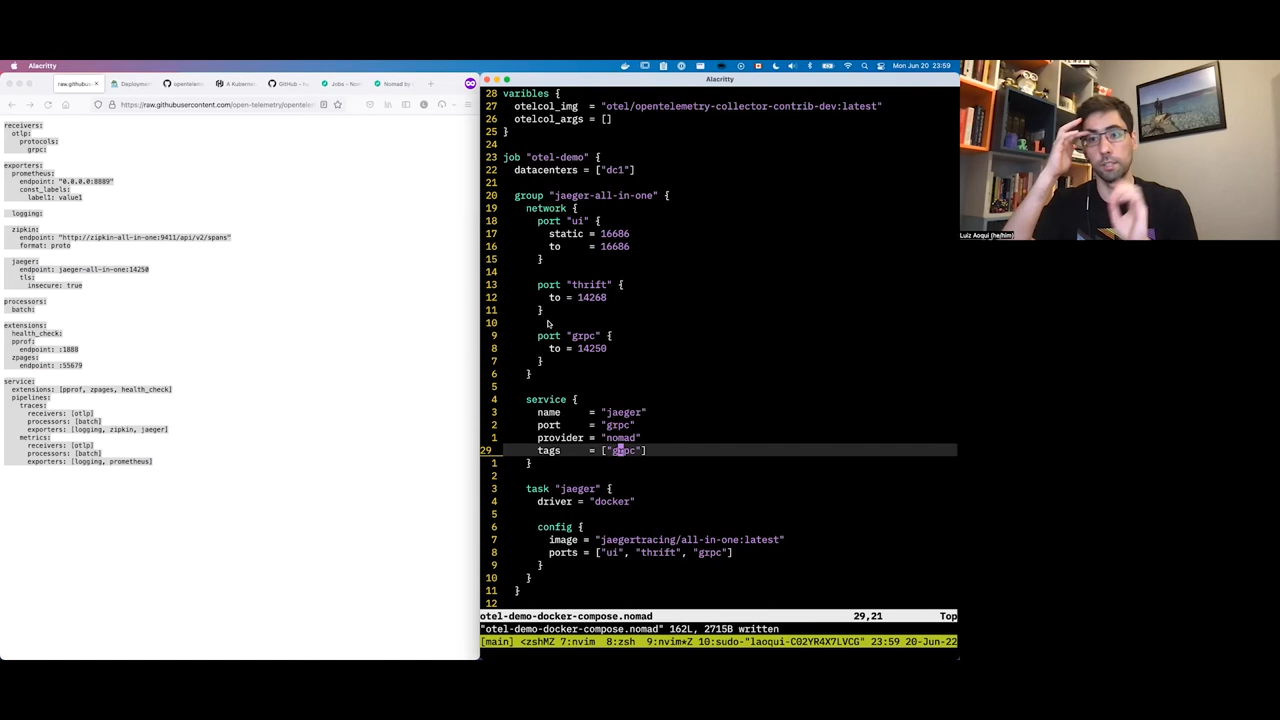 Alacritty
Mon Jun 20 23:59
raw.githubus
Deploymen
opentelem
A Kubernet
GitHub - h
Jobs - Nom
Nomad by
https://raw.githubusercontent.com/open-telemetry/opentele
receivers:
otlp:
protocols:
grpc:
exporters:
prometheus:
endpoint: "0.0.0.0:8889"
const_labels:
label1: value1
logging:
zipkin:
endpoint: "http://zipkin-all-in-one:9411/api/v2/spans"
format: proto
jaeger:
endpoint: jaeger-all-in-one:14250
tls:
insecure: true
processors:
batch:
extensions:
health_check:
pprof:
endpoint: :1888
zpages:
endpoint: :55679
service:
extensions: [pprof, zpages, health_check]
pipelines:
traces:
receivers: [otlp]
processors: [batch]
exporters: [logging, zipkin, jaeger]
metrics:
receivers: [otlp]
processors: [batch]
exporters: [logging, prometheus]
Alacritty
28 varibles {
27 otelcol_img = "otel/opentelemetry-collector-contrib-dev:latest"
26 otelcol_args = []
25 }
24
23 job "otel-demo" {
22 datacenters = ["dc1"]
21
20 group "jaeger-all-in-one" {
19 network {
18 port "ui" {
17 static = 16686
16 to = 16686
15 }
14
13 port "thrift" {
12 to = 14268
11 }
10
9 port "grpc" {
8 to = 14250
7 }
6 }
5
4 service {
3 name = "jaeger"
2 port = "grpc"
1 provider = "nomad"
29 tags = ["grpc"]
1 }
2
3 task "jaeger" {
4 driver = "docker"
5
6 config {
7 image = "jaegertracing/all-in-one:latest"
8 ports = ["ui", "thrift", "grpc"]
9 }
10 }
11 }
12
otel-demo-docker-compose.nomad 29,21 Top
"otel-demo-docker-compose.nomad" 162L, 2715B written
[main] <zshMZ 7:nvim 8:zsh 9:nvim*Z 10:sudo-"laoqui-C02YR4X7LVCG" 23:59 20-Jun-22
Luiz Aoqui (he/him)